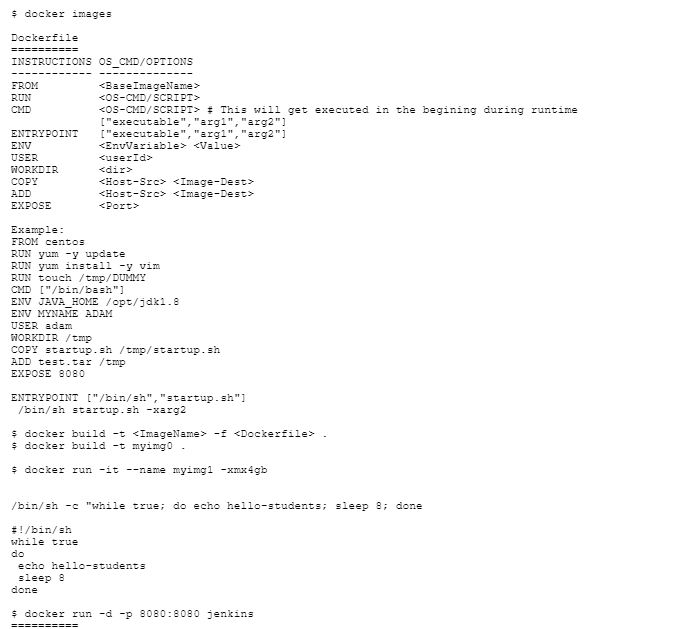 $ docker images
Dockerfile
==========
INSTRUCTIONS OS_CMD/OPTIONS
------------ --------------
FROM         <BaseImageName>
RUN          <OS-CMD/SCRIPT>
CMD          <OS-CMD/SCRIPT> # This will get executed in the begining during runtime
             ["executable","arg1","arg2"]
ENTRYPOINT   ["executable","arg1","arg2"]
ENV          <EnvVariable> <Value>
USER         <userId>
WORKDIR      <dir>
COPY         <Host-Src> <Image-Dest>
ADD          <Host-Src> <Image-Dest>
EXPOSE       <Port>
Example:
FROM centos
RUN yum -y update
RUN yum install -y vim
RUN touch /tmp/DUMMY
CMD ["/bin/bash"]
ENV JAVA_HOME /opt/jdk1.8
ENV MYNAME ADAM
USER adam
WORKDIR /tmp
COPY startup.sh /tmp/startup.sh
ADD test.tar /tmp
EXPOSE 8080
ENTRYPOINT ["/bin/sh","startup.sh"]
 /bin/sh startup.sh -xarg2
$ docker build -t <ImageName> -f <Dockerfile> .
$ docker build -t myimg0 .
$ docker run -it --name myimg1 -xmx4gb
/bin/sh -c "while true; do echo hello-students; sleep 8; done
#!/bin/sh
while true
do
 echo hello-students
 sleep 8
done
$ docker run -d -p 8080:8080 jenkins
==========